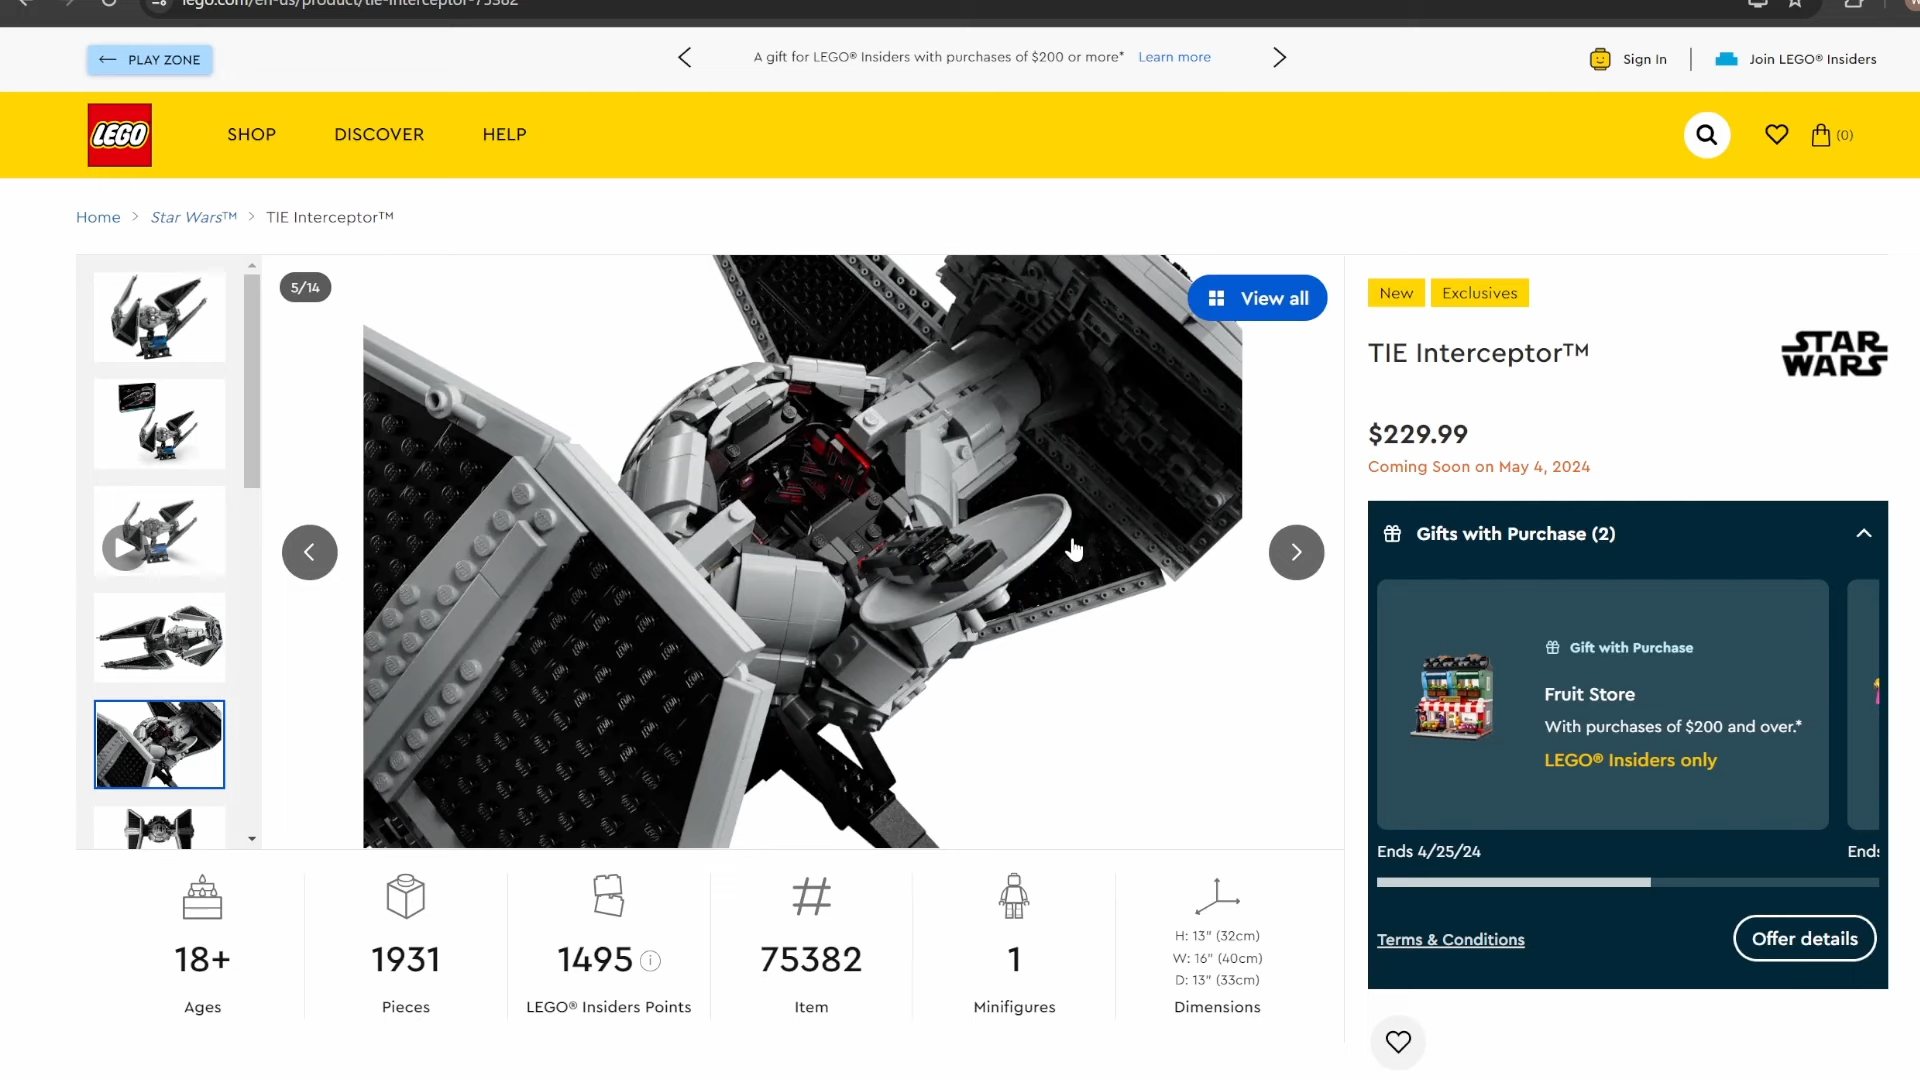 lego.com/en-us/product/tie-interceptor-75382
PLAY ZONE
A gift for LEGO® Insiders with purchases of $200 or more* Learn more
Sign In
Join LEGO® Insiders
LEGO
SHOP
DISCOVER
HELP
(0)
Home > Star Wars™ > TIE Interceptor™
5/14
View all
New
Exclusives
TIE Interceptor™
STAR
WARS
$229.99
Coming Soon on May 4, 2024
Gifts with Purchase (2)
Gift with Purchase
Fruit Store
With purchases of $200 and over.*
LEGO® Insiders only
Ends 4/25/24
Ends
Terms & Conditions
Offer details
18+
Ages
1931
Pieces
1495
LEGO® Insiders Points
75382
Item
1
Minifigures
H: 13" (32cm)
W: 16" (40cm)
D: 13" (33cm)
Dimensions